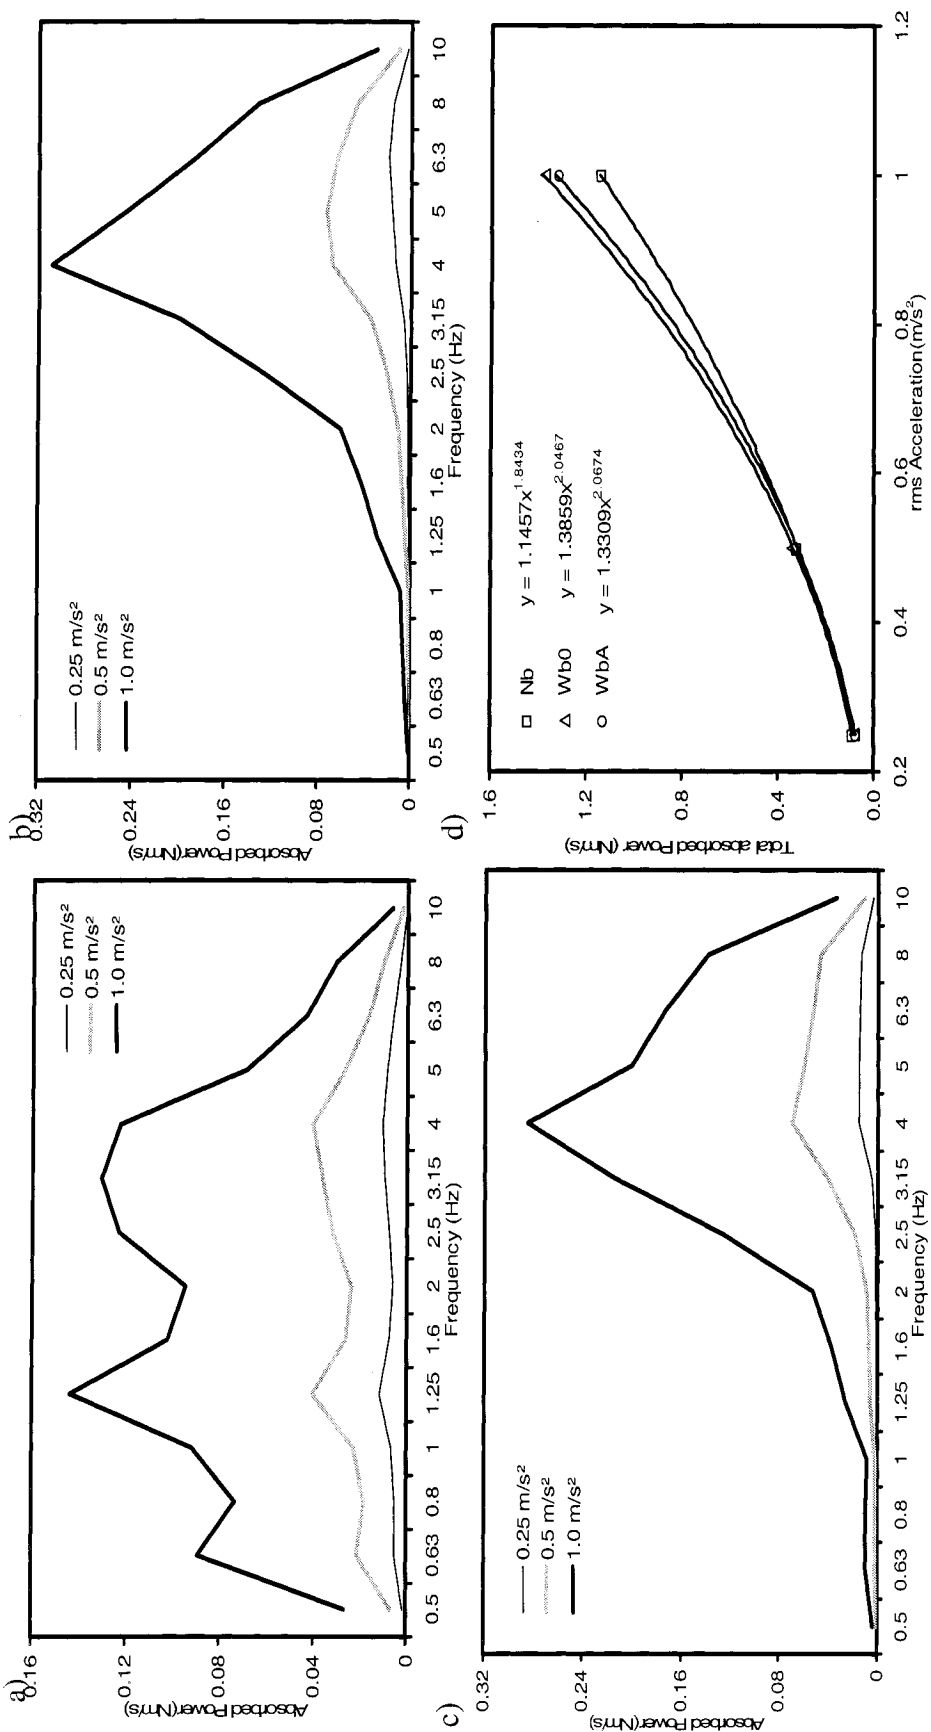 a)
0.16
0.12
0.08
0.04
0
Absorbed Power(Nm/s)
0.25 m/s²
0.5 m/s²
1.0 m/s²
0.5 0.63 0.8 1 1.25 1.6 2 2.5 3.15 4 5 6.3 8 10
Frequency (Hz)
b)
0.32
0.24
0.16
0.08
0
Absorbed Power(Nm/s)
0.25 m/s²
0.5 m/s²
1.0 m/s²
0.5 0.63 0.8 1 1.25 1.6 2 2.5 3.15 4 5 6.3 8 10
Frequency (Hz)
c)
0.32
0.24
0.16
0.08
0
Absorbed Power(Nm/s)
0.25 m/s²
0.5 m/s²
1.0 m/s²
0.5 0.63 0.8 1 1.25 1.6 2 2.5 3.15 4 5 6.3 8 10
Frequency (Hz)
d)
1.6
1.2
0.8
0.4
0.0
Total absorbed Power (Nm/s)
Nb y = 1.1457x^1.8434
Wb0 y = 1.3859x^2.0467
WbA y = 1.3309x^2.0674
0.2 0.4 0.6 0.8 1 1.2
rms Acceleration(m/s²)